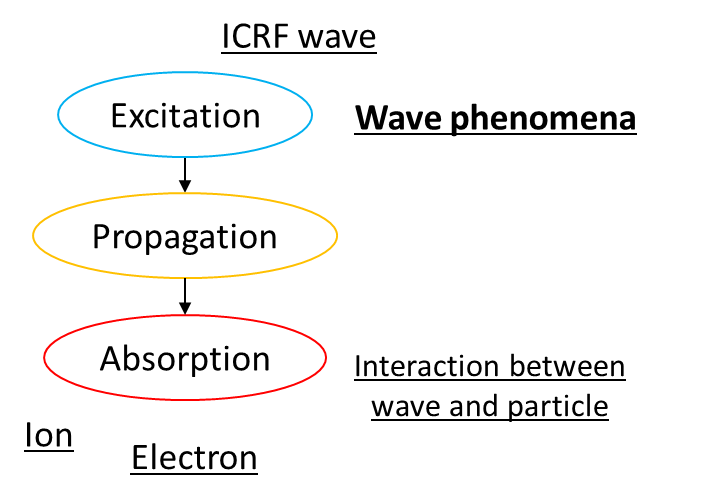 ICRF wave
Excitation
Wave phenomena
Propagation
Absorption
Interaction between
wave and particle
Ion
Electron